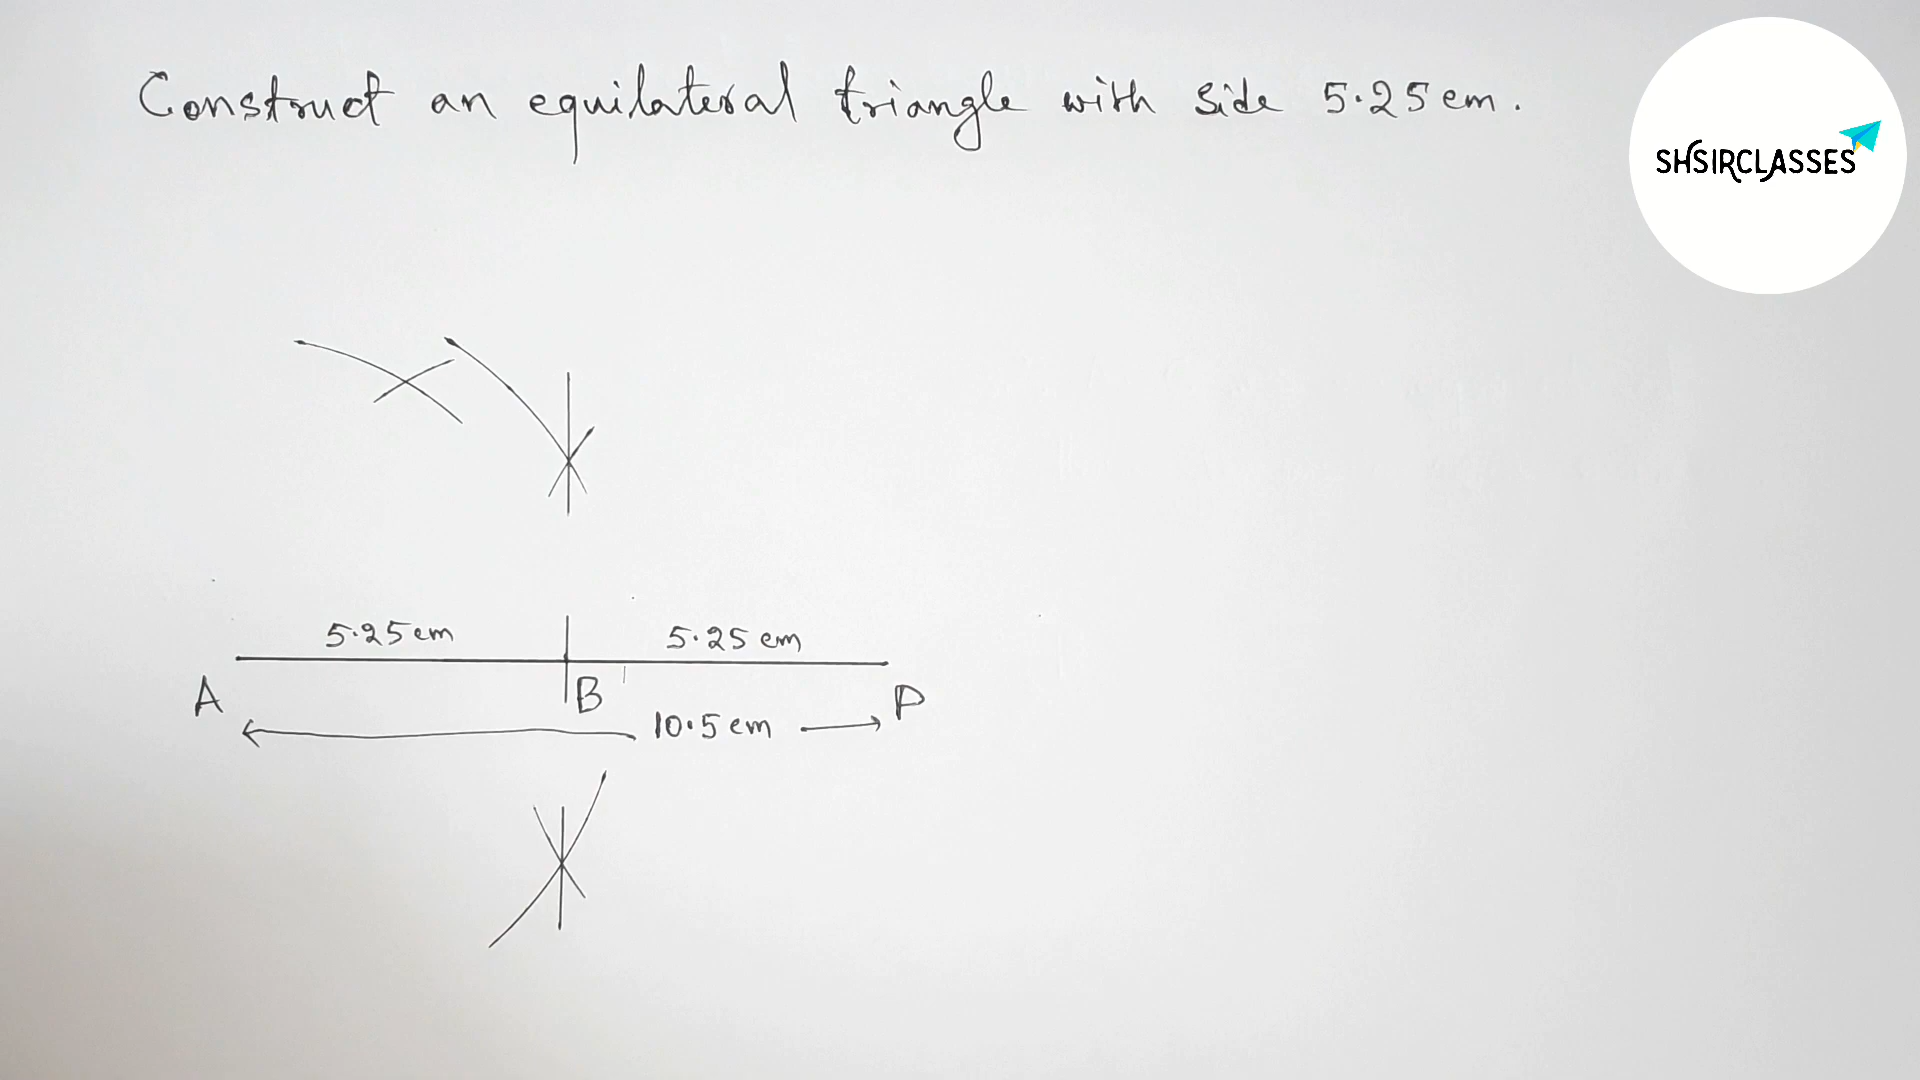 Construct an equilateral triangle with side 5.25 cm.
SHSIRCLASSES
5.25 cm 5.25 cm
A B P
10.5 cm